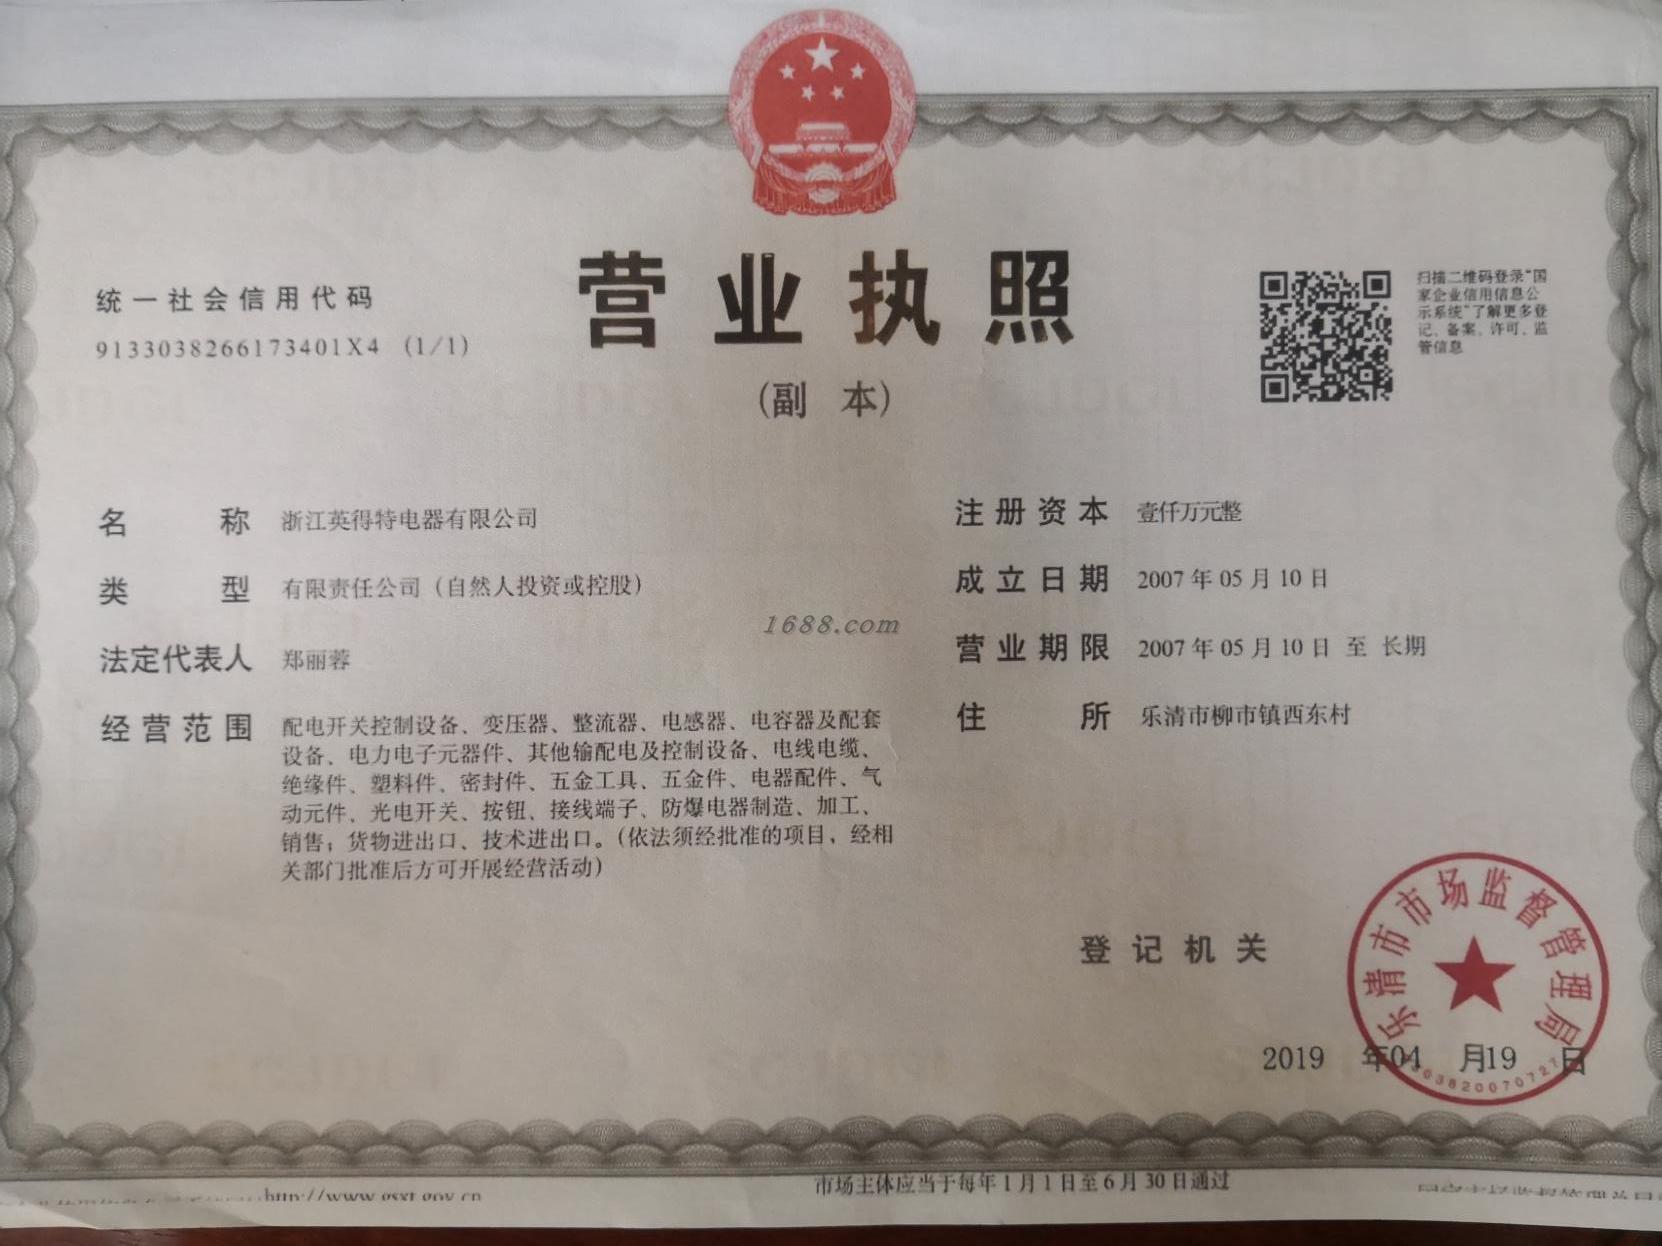 营业执照
(副 本)
统一社会信用代码
91330382661734​01X4 (1/1)
扫描二维码登录“国
家企业信用信息公
示系统”了解更多登
记、备案、许可、监
管信息
名 称 浙江英得特电器有限公司
类 型 有限责任公司（自然人投资或控股）
法定代表人 郑丽蓉
经营范围 配电开关控制设备、变压器、整流器、电感器、电容器及配套
设备、电力电子元器件、其他输配电及控制设备、电线电缆、
绝缘件、塑料件、密封件、五金工具、五金件、电器配件、气
动元件、光电开关、按钮、接线端子、防爆电器制造、加工、
销售；货物进出口、技术进出口。（依法须经批准的项目，经相
关部门批准后方可开展经营活动）
注册资本 壹仟万元整
成立日期 2007年05月10日
营业期限 2007年05月10日 至 长期
住 所 乐清市柳市镇西东村
1688.com
登记机关
乐清市市场监督管理局
2019 年04 月19 日
http://www.gsxt.gov.cn
市场主体应当于每年1月1日至6月30日通过